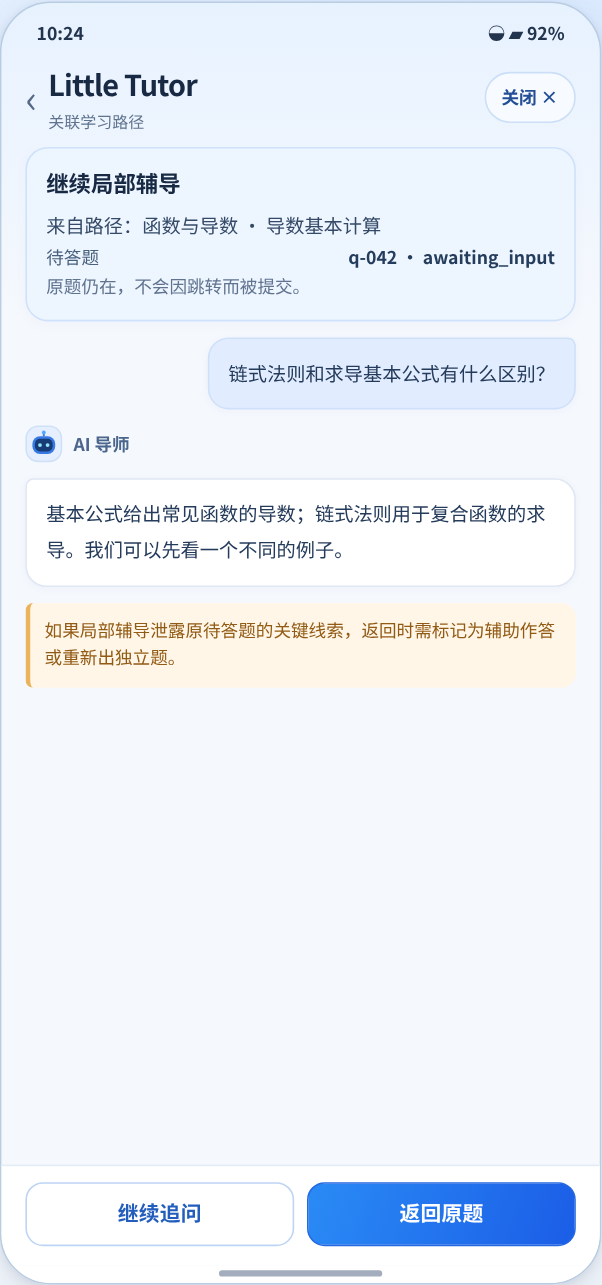 10:24
92%
Little Tutor
关联学习路径
关闭 ×
继续局部辅导
来自路径：函数与导数 · 导数基本计算
待答题
q-042 · awaiting_input
原题仍在，不会因跳转而被提交。
链式法则和求导基本公式有什么区别？
AI 导师
基本公式给出常见函数的导数；链式法则用于复合函数的求
导。我们可以先看一个不同的例子。
如果局部辅导泄露原待答题的关键线索，返回时需标记为辅助作答
或重新出独立题。
继续追问
返回原题